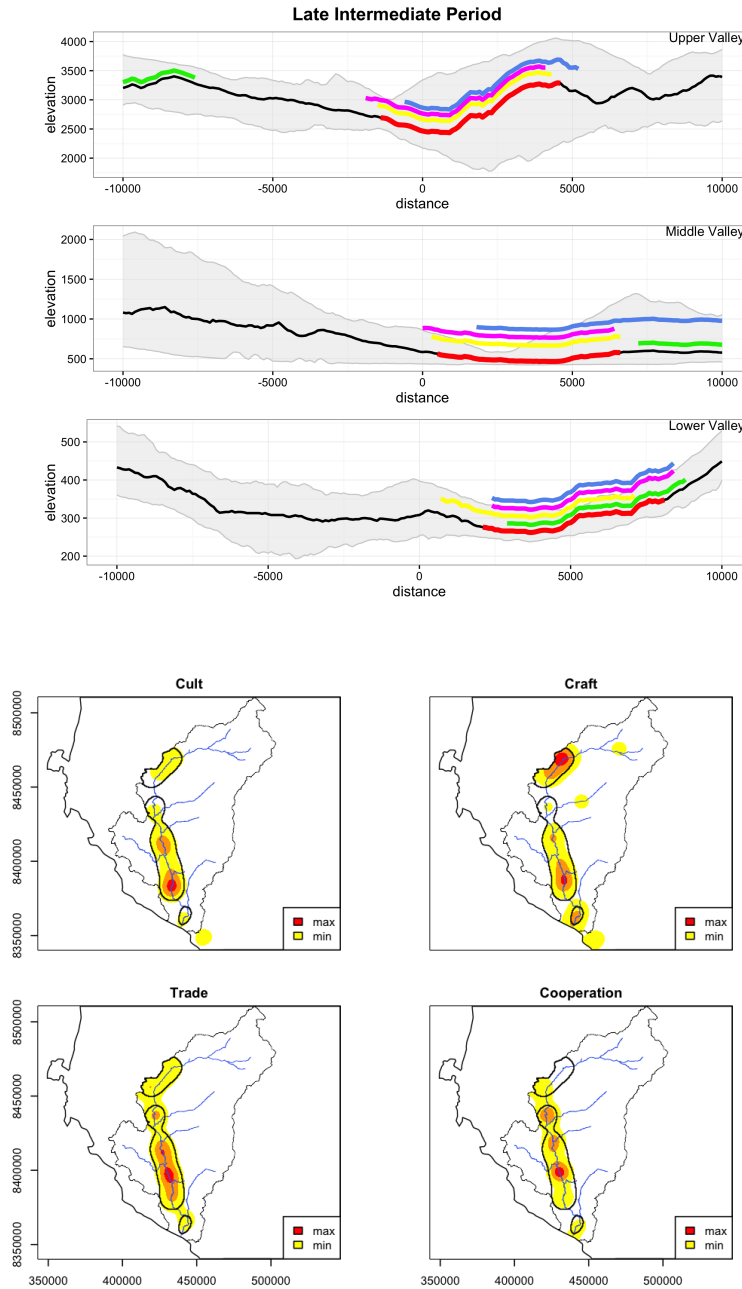 Late Intermediate Period
Upper Valley
elevation
4000
3500
3000
2500
2000
-10000 -5000 0 5000 10000
distance
Middle Valley
elevation
2000
1500
1000
500
-10000 -5000 0 5000 10000
distance
Lower Valley
elevation
500
400
300
200
-10000 -5000 0 5000 10000
distance
Cult
8500000
8450000
8400000
8350000
max
min
Craft
max
min
Trade
8500000
8450000
8400000
8350000
max
min
350000 400000 450000 500000
Cooperation
max
min
350000 400000 450000 500000